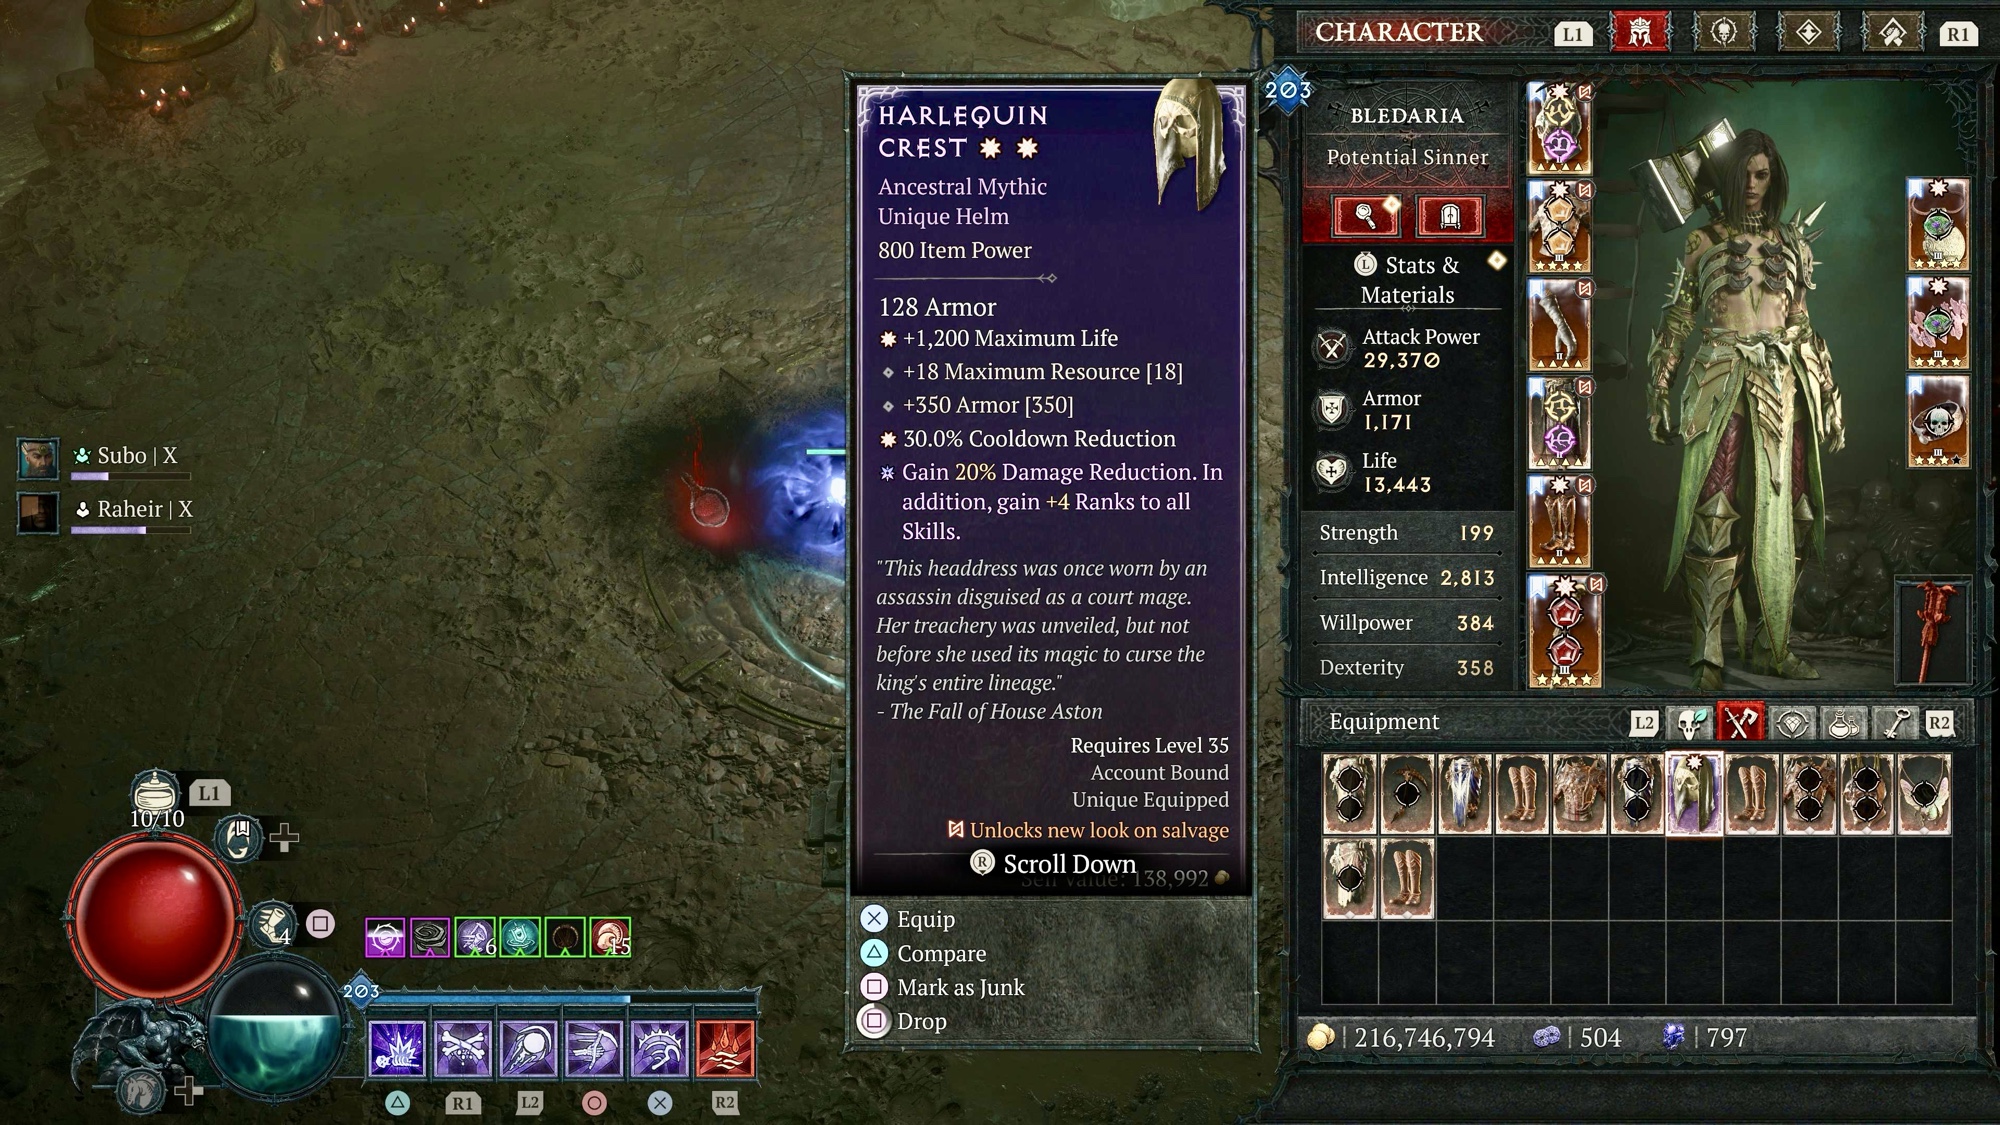 CHARACTER
L1
R1
203
BLEDARIA
Potential Sinner
L Stats &
Materials
Attack Power
29,370
Armor
1,171
Life
13,443
Strength 199
Intelligence 2,813
Willpower 384
Dexterity 358
HARLEQUIN
CREST
Ancestral Mythic
Unique Helm
800 Item Power
128 Armor
+1,200 Maximum Life
+18 Maximum Resource [18]
+350 Armor [350]
30.0% Cooldown Reduction
Gain 20% Damage Reduction. In
addition, gain +4 Ranks to all
Skills.
"This headdress was once worn by an
assassin disguised as a court mage.
Her treachery was unveiled, but not
before she used its magic to curse the
king's entire lineage."
- The Fall of House Aston
Requires Level 35
Account Bound
Unique Equipped
Unlocks new look on salvage
R Scroll Down
Sell Value: 138,992
Equip
Compare
Mark as Junk
Drop
Equipment
L2
R2
216,746,794
504
797
Subo | X
Raheir | X
L1
10/10
4
6
15
203
R1
L2
R2